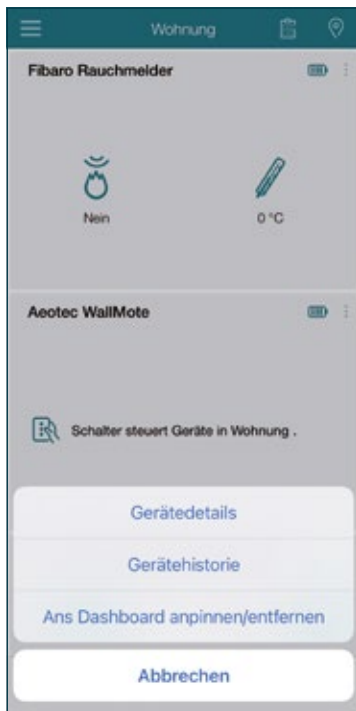 Wohnung
Fibaro Rauchmelder
Nein
0 °C
Aeotec WallMote
Schalter steuert Geräte in Wohnung .
Gerätedetails
Gerätehistorie
Ans Dashboard anpinnen/entfernen
Abbrechen